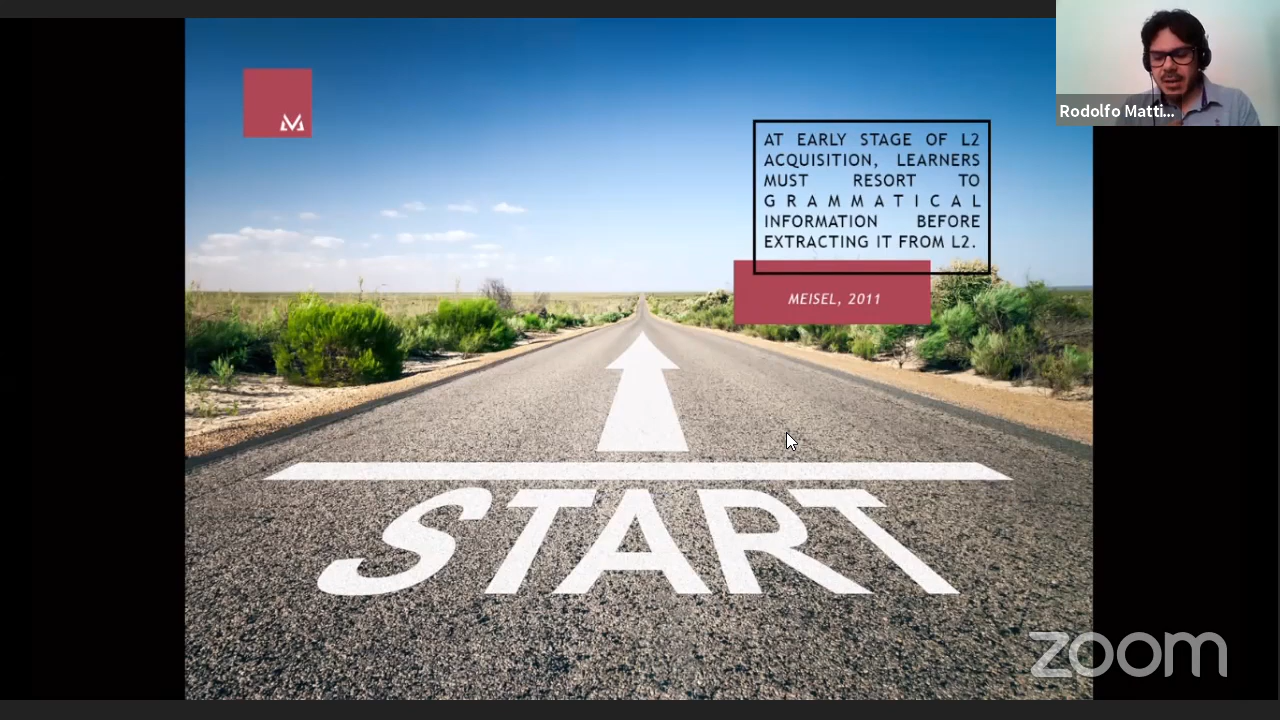 Rodolfo Matti...
AT EARLY STAGE OF L2
ACQUISITION, LEARNERS
MUST RESORT TO
GRAMMATICAL
INFORMATION BEFORE
EXTRACTING IT FROM L2.
MEISEL, 2011
START
zoom